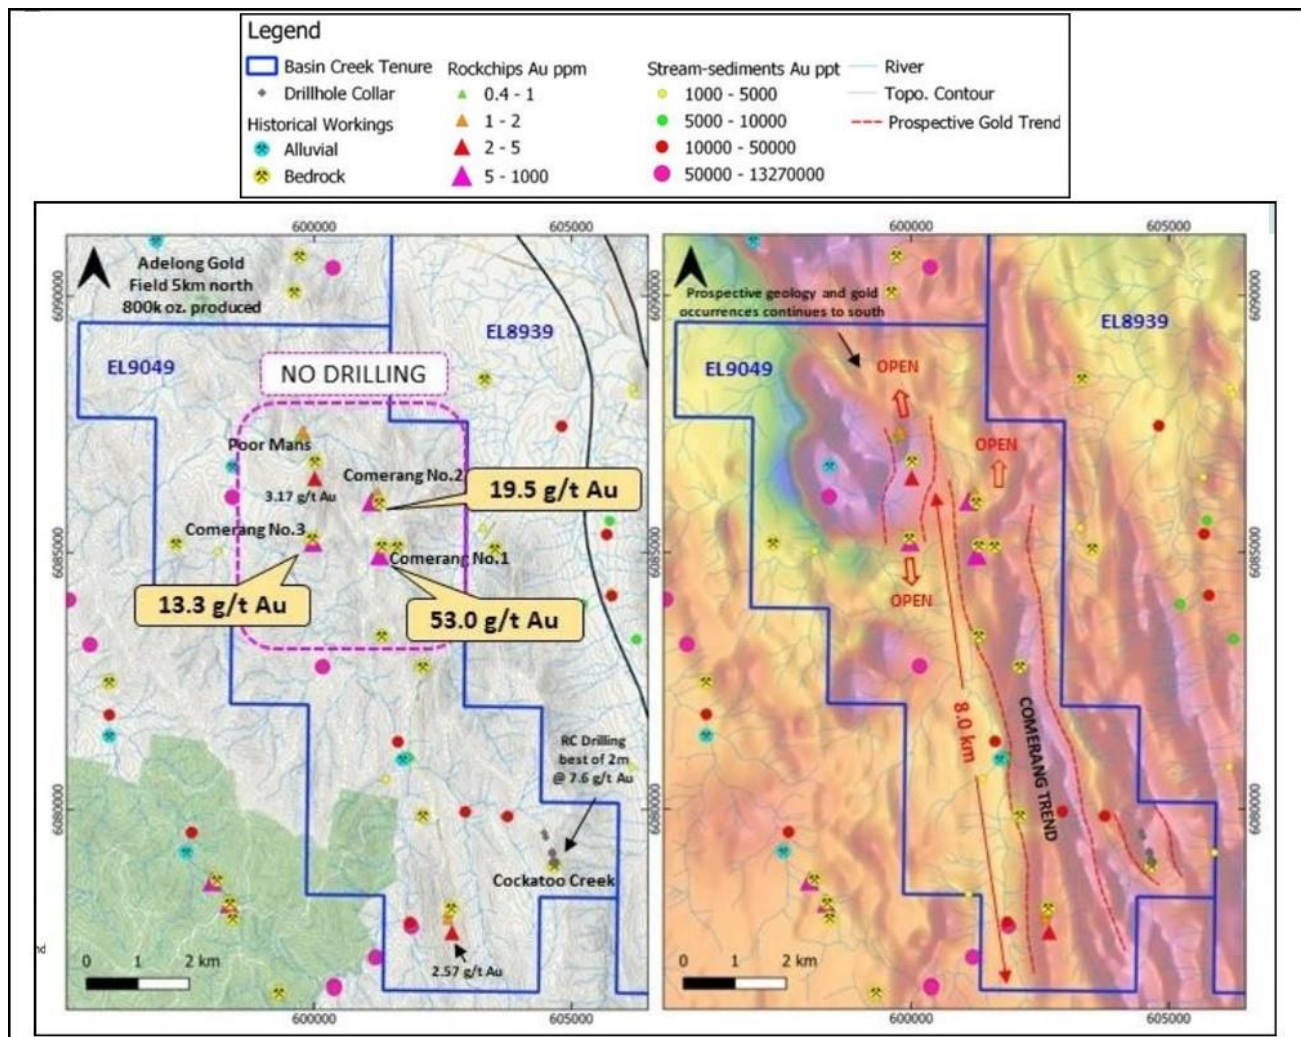 Legend
Basin Creek Tenure
Drillhole Collar
Historical Workings
Alluvial
Bedrock
Rockchips Au ppm
0.4 - 1
1 - 2
2 - 5
5 - 1000
Stream-sediments Au ppt
1000 - 5000
5000 - 10000
10000 - 50000
50000 - 13270000
River
Topo. Contour
Prospective Gold Trend
600000
605000
6090000
6085000
6080000
Adelong Gold
Field 5km north
800k oz. produced
EL8939
EL9049
NO DRILLING
Poor Mans
3.17 g/t Au
Comerang No.2
19.5 g/t Au
Comerang No.3
Comerang No.1
13.3 g/t Au
53.0 g/t Au
RC Drilling
best of 2m
@ 7.6 g/t Au
Cockatoo Creek
2.57 g/t Au
nd
0 1 2 km
600000
605000
600000
605000
Prospective geology and gold
occurrences continues to south
EL8939
EL9049
OPEN
OPEN
OPEN
8.0 km
COMERANG TREND
0 1 2 km
6090000
6085000
6080000
600000
605000